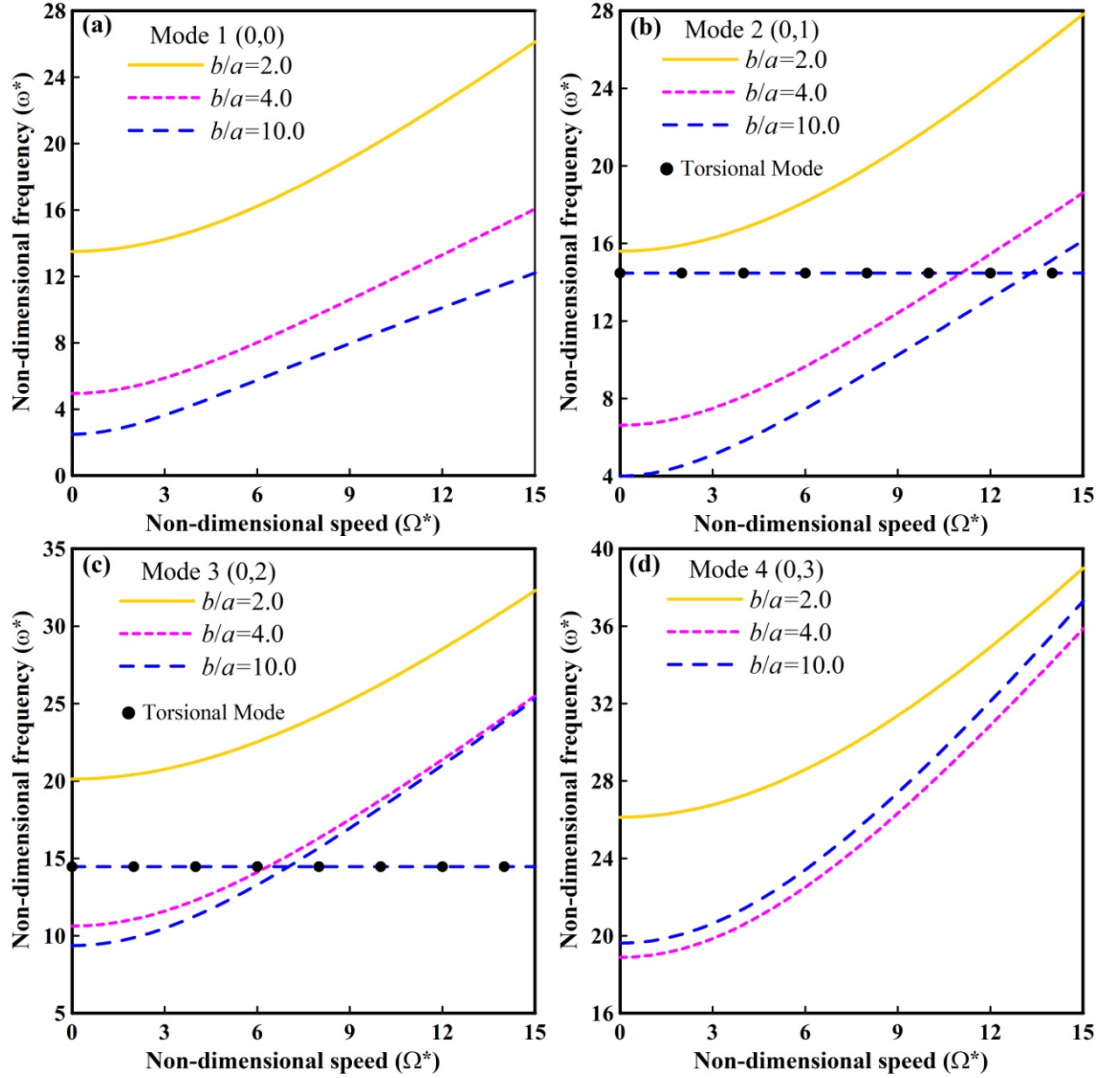 (a)
Mode 1 (0,0)
b/a=2.0
b/a=4.0
b/a=10.0
Non-dimensional frequency (ω*)
28
24
20
16
12
8
4
0
0 3 6 9 12 15
Non-dimensional speed (Ω*)
(b)
Mode 2 (0,1)
b/a=2.0
b/a=4.0
b/a=10.0
Torsional Mode
Non-dimensional frequency (ω*)
28
24
20
16
12
8
4
0 3 6 9 12 15
Non-dimensional speed (Ω*)
(c)
Mode 3 (0,2)
b/a=2.0
b/a=4.0
b/a=10.0
Torsional Mode
Non-dimensional frequency (ω*)
35
30
25
20
15
10
5
0 3 6 9 12 15
Non-dimensional speed (Ω*)
(d)
Mode 4 (0,3)
b/a=2.0
b/a=4.0
b/a=10.0
Non-dimensional frequency (ω*)
40
36
32
28
24
20
16
0 3 6 9 12 15
Non-dimensional speed (Ω*)